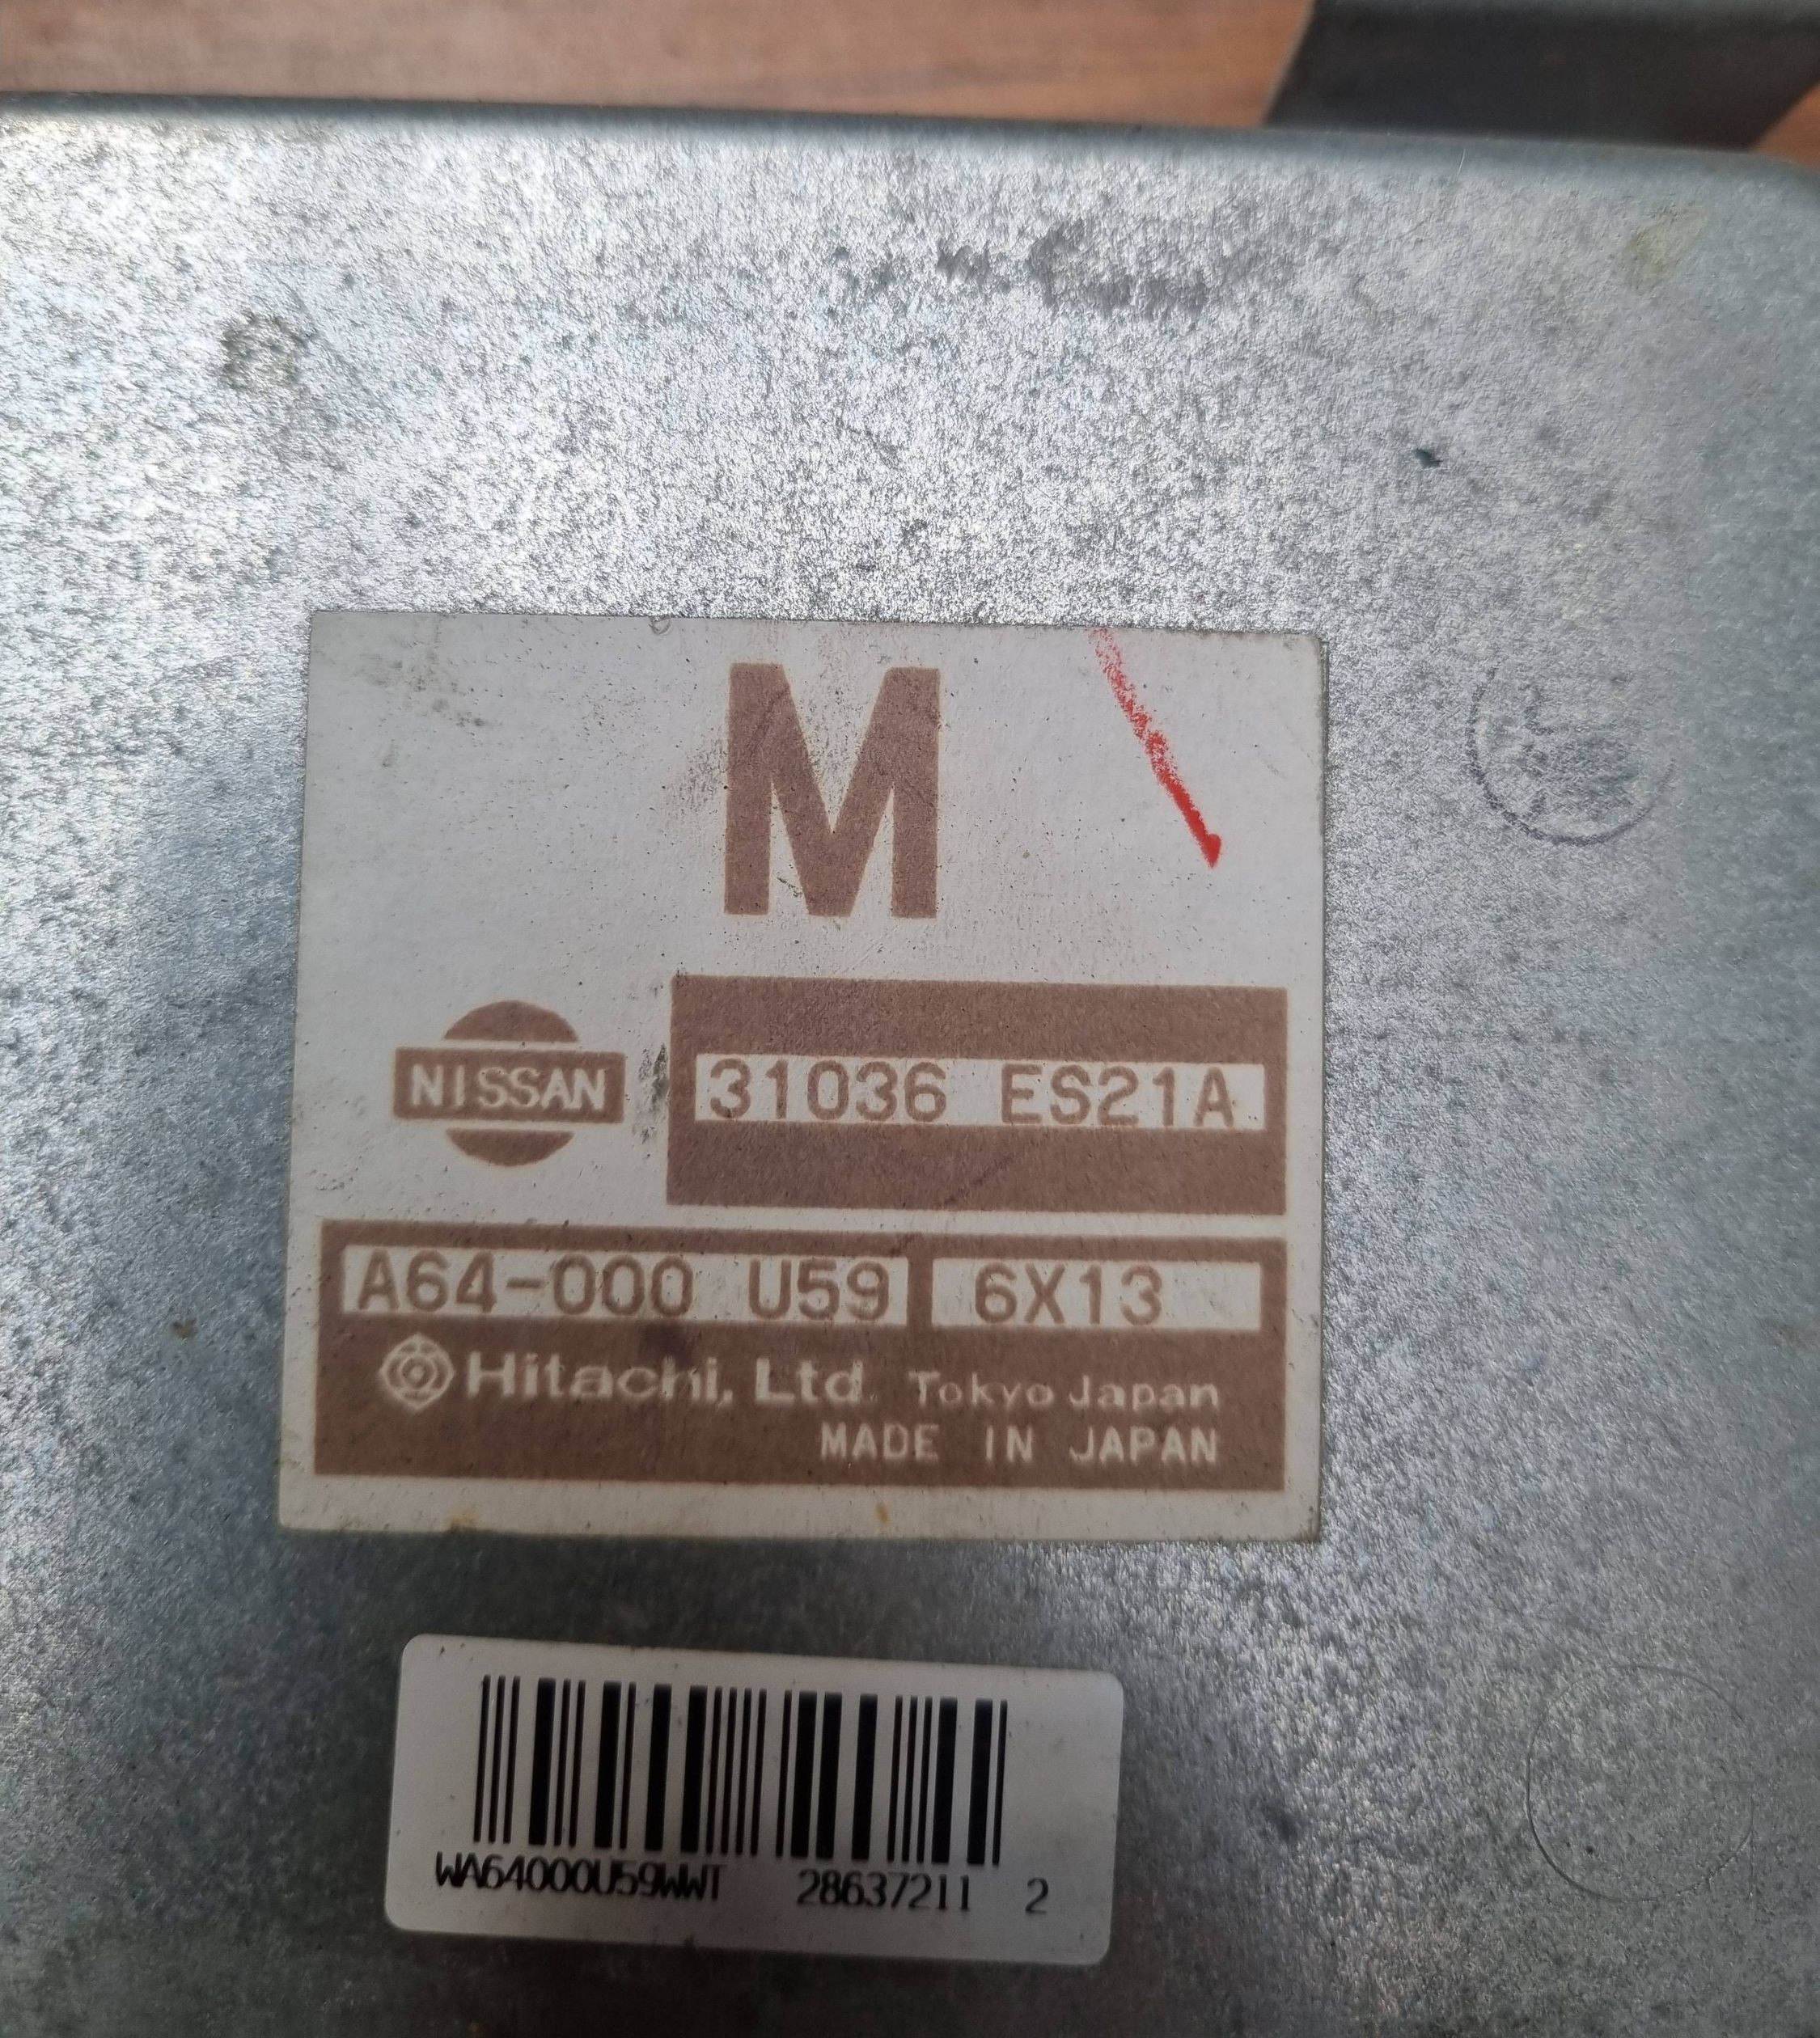 M
NISSAN
31036 ES21A
A64-000 U59 6X13
Hitachi, Ltd. Tokyo Japan
MADE IN JAPAN
WA64000U59WWT 28637211 2